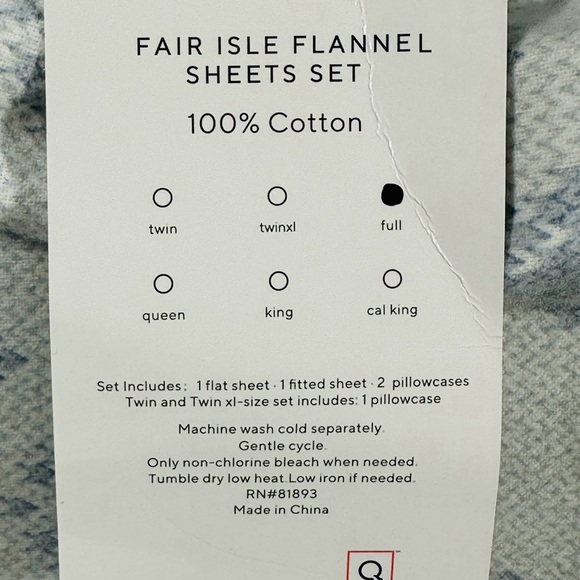 FAIR ISLE FLANNEL
SHEETS SET
100% Cotton
twin twinxl full
queen king cal king
Set Includes: 1 flat sheet · 1 fitted sheet · 2 pillowcases
Twin and Twin xl-size set includes: 1 pillowcase
Machine wash cold separately.
Gentle cycle.
Only non-chlorine bleach when needed.
Tumble dry low heat.Low iron if needed.
RN#81893
Made in China
Q™